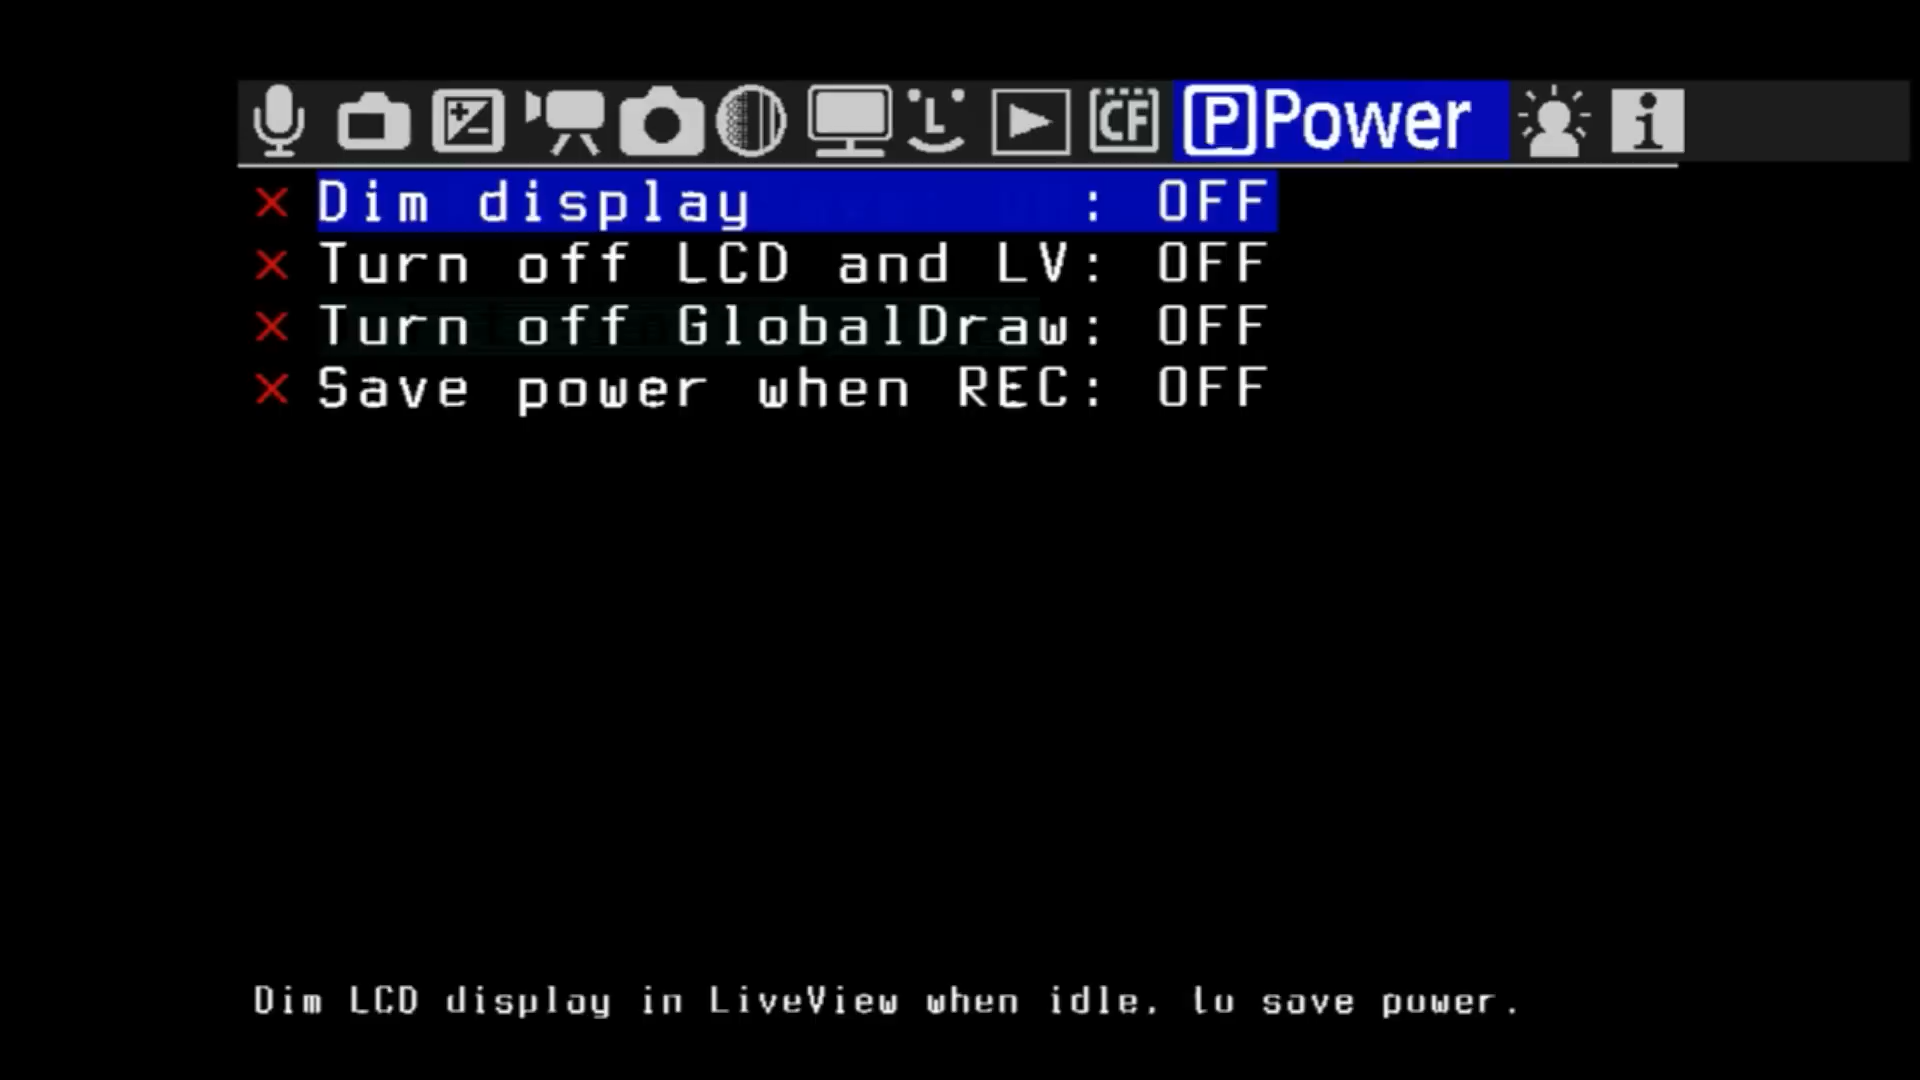 CF P Power i
Dim display : OFF
Turn off LCD and LV: OFF
Turn off GlobalDraw: OFF
Save power when REC: OFF
Dim LCD display in LiveView when idle, to save power.